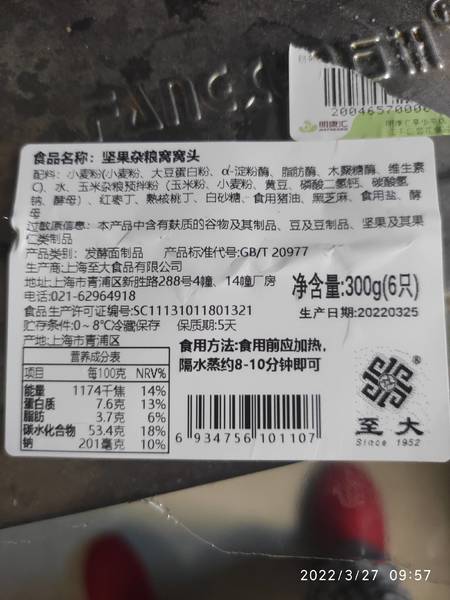 明康汇
食品名称：坚果杂粮窝窝头
配料：小麦粉(小麦粉、大豆蛋白粉、α-淀粉酶、脂肪酶、木聚糖酶、维生素
C)、水、玉米杂粮预拌粉（玉米粉、小麦粉、黄豆、磷酸二氢钙、碳酸氢
钠、酵母）、红枣丁、熟核桃丁、白砂糖、食用猪油、黑芝麻、食用盐、酵
母
过敏原信息：本产品中含有麸质的谷物及其制品、豆及豆制品、坚果及其果
仁类制品
产品类别：发酵面制品 产品标准代号:GB/T 20977
生产商:上海至大食品有限公司
地址:上海市青浦区新胜路288号4幢、14幢厂房
电话:021-62964918
净含量:300g(6只)
食品生产许可证编号:SC11131011801321
生产日期:20220325
贮存条件:0~8℃冷藏保存 保质期:5天
产地:上海市青浦区
食用方法:食用前应加热,
隔水蒸约8-10分钟即可
营养成分表
项目 每100克 NRV%
能量 1174千焦 14%
蛋白质 7.6克 13%
脂肪 3.7克 6%
碳水化合物 53.4克 18%
钠 201毫克 10%
6 934756 101107
®
至大
Since 1952
2022/3/27 09:57